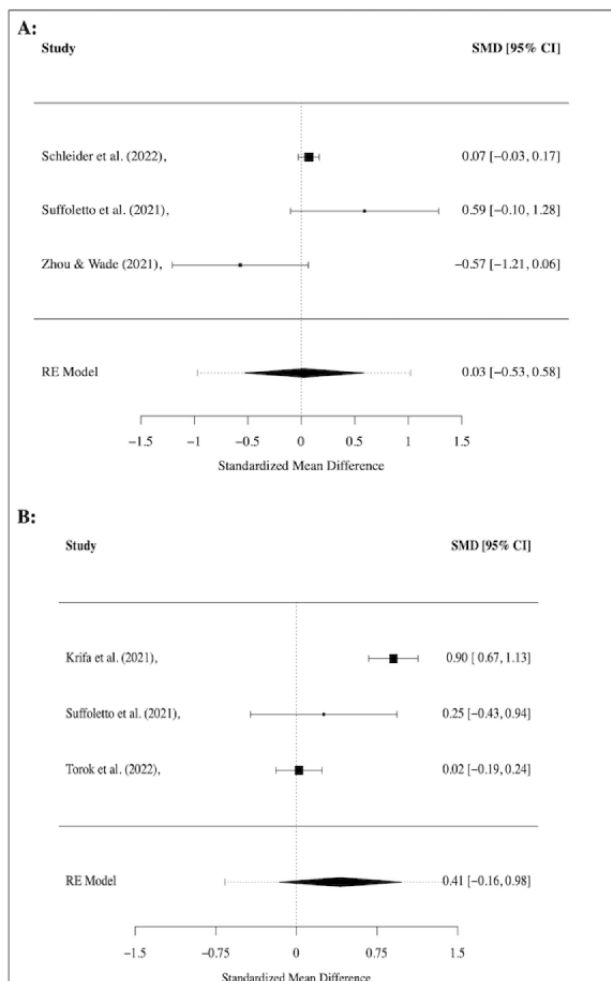 A:
Study SMD [95% CI]
Schleider et al. (2022), 0.07 [−0.03, 0.17]
Suffoletto et al. (2021), 0.59 [−0.10, 1.28]
Zhou & Wade (2021), −0.57 [−1.21, 0.06]
RE Model 0.03 [−0.53, 0.58]
−1.5 −1 −0.5 0 0.5 1 1.5
Standardized Mean Difference
B:
Study SMD [95% CI]
Krifa et al. (2021), 0.90 [ 0.67, 1.13]
Suffoletto et al. (2021), 0.25 [−0.43, 0.94]
Torok et al. (2022), 0.02 [−0.19, 0.24]
RE Model 0.41 [−0.16, 0.98]
−1.5 −0.75 0 0.75 1.5
Standardized Mean Difference